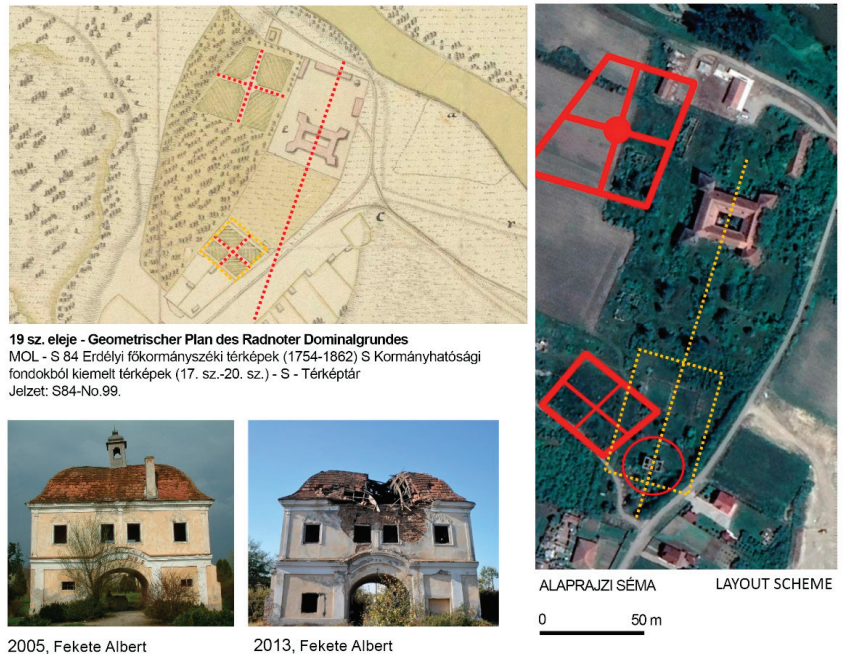 19 sz. eleje - Geometrischer Plan des Radnoter Dominalgrundes
MOL - S 84 Erdélyi főkormányszéki térképek (1754-1862) S Kormányhatósági
fondokból kiemelt térképek (17. sz.-20. sz.) - S - Térképtár
Jelzet: S84-No.99.
2005, Fekete Albert
2013, Fekete Albert
ALAPRAJZI SÉMA
LAYOUT SCHEME
0
50 m
a
C
r